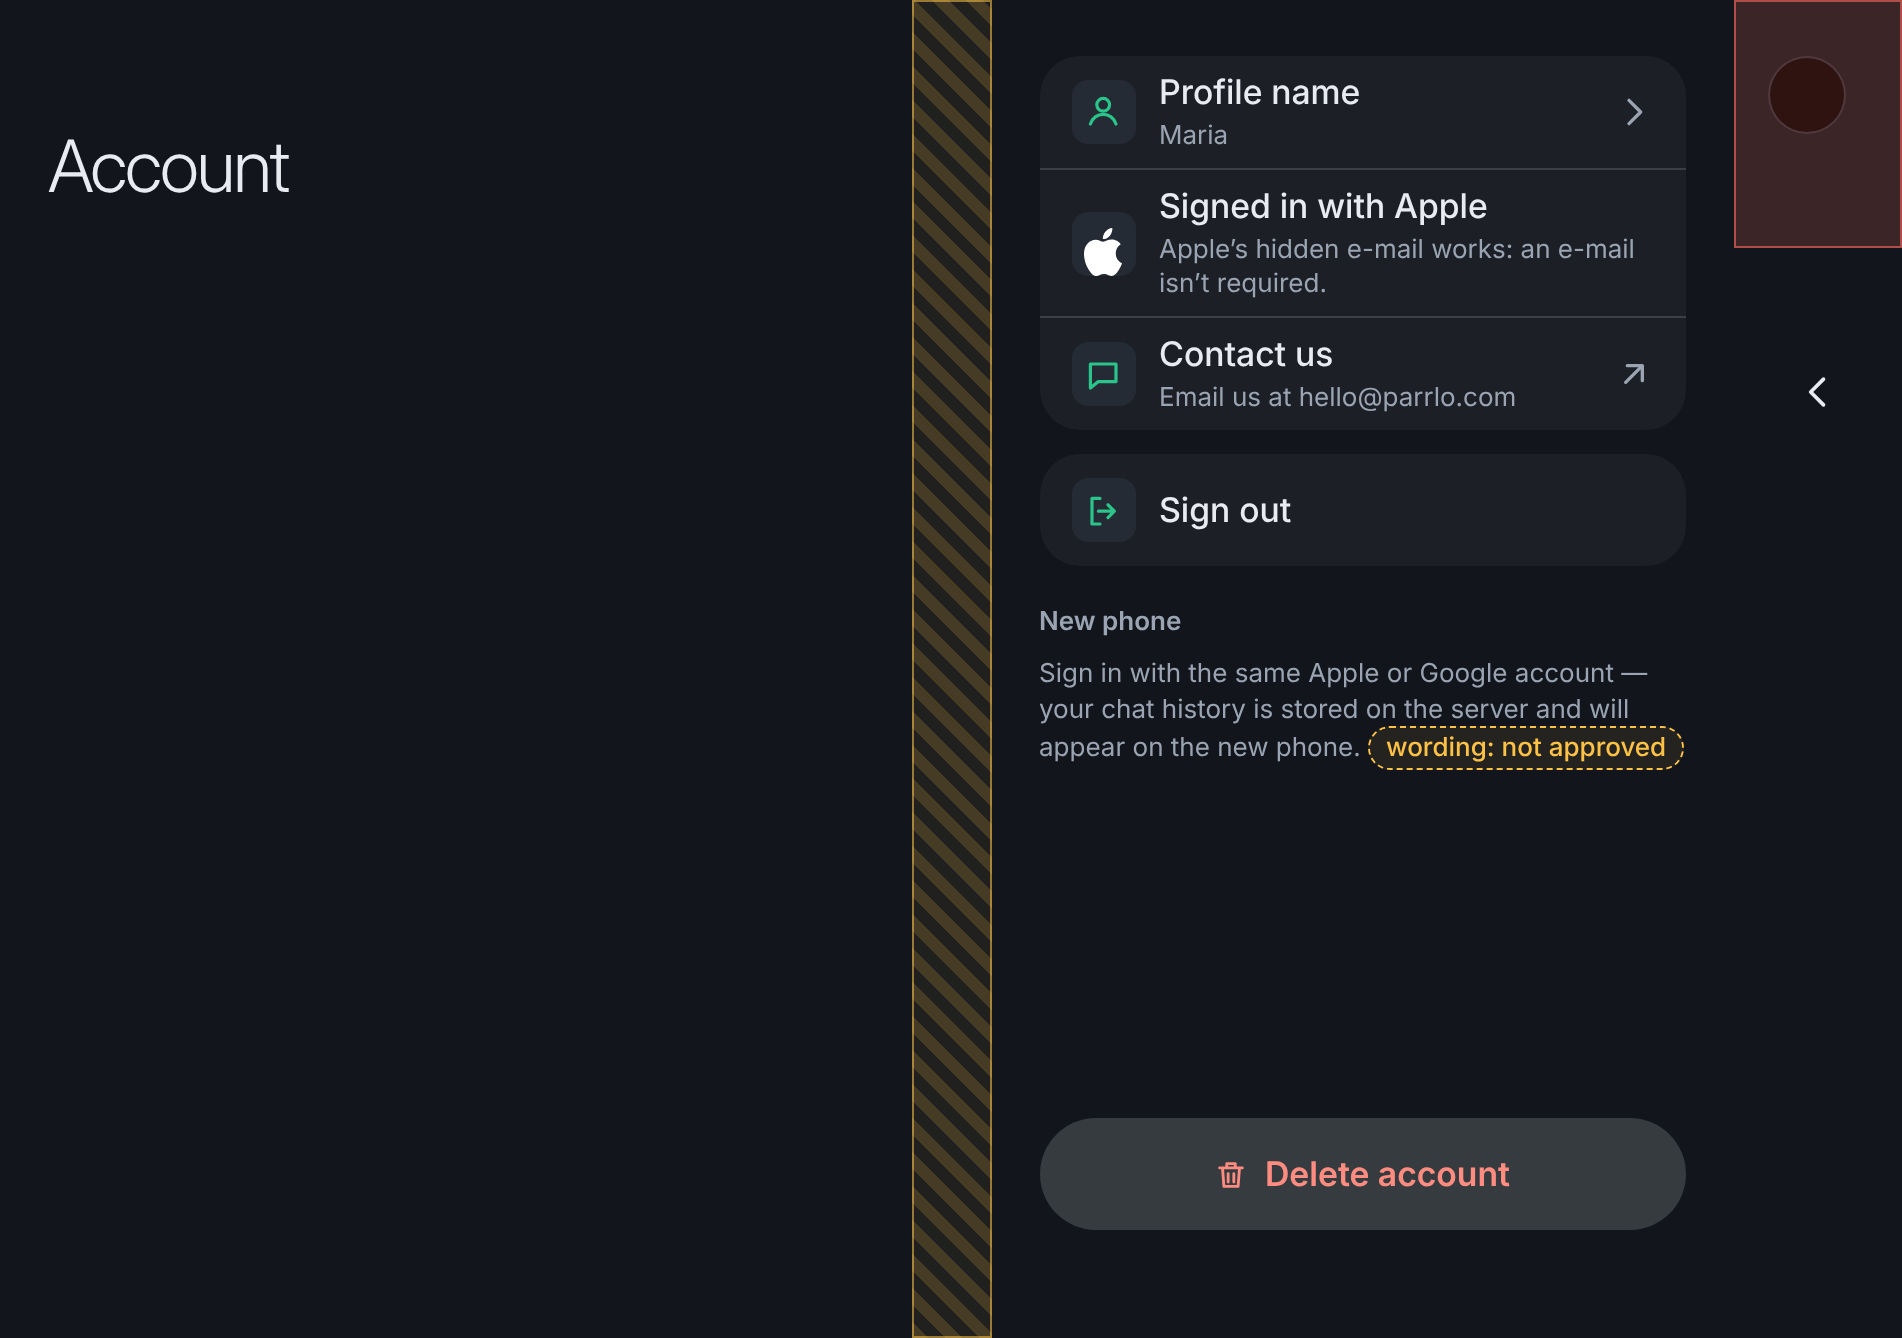 Account
Profile name
Maria
Signed in with Apple
Apple’s hidden e-mail works: an e-mail
isn’t required.
Contact us
Email us at hello@parrlo.com
Sign out
New phone
Sign in with the same Apple or Google account —
your chat history is stored on the server and will
appear on the new phone. wording: not approved
Delete account